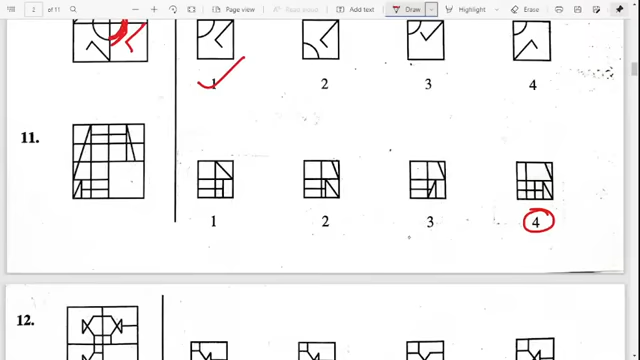 2 of 11
Page view
Read aloud
Add text
Draw
Highlight
Erase
1 2 3 4
11.
1 2 3 4
12.